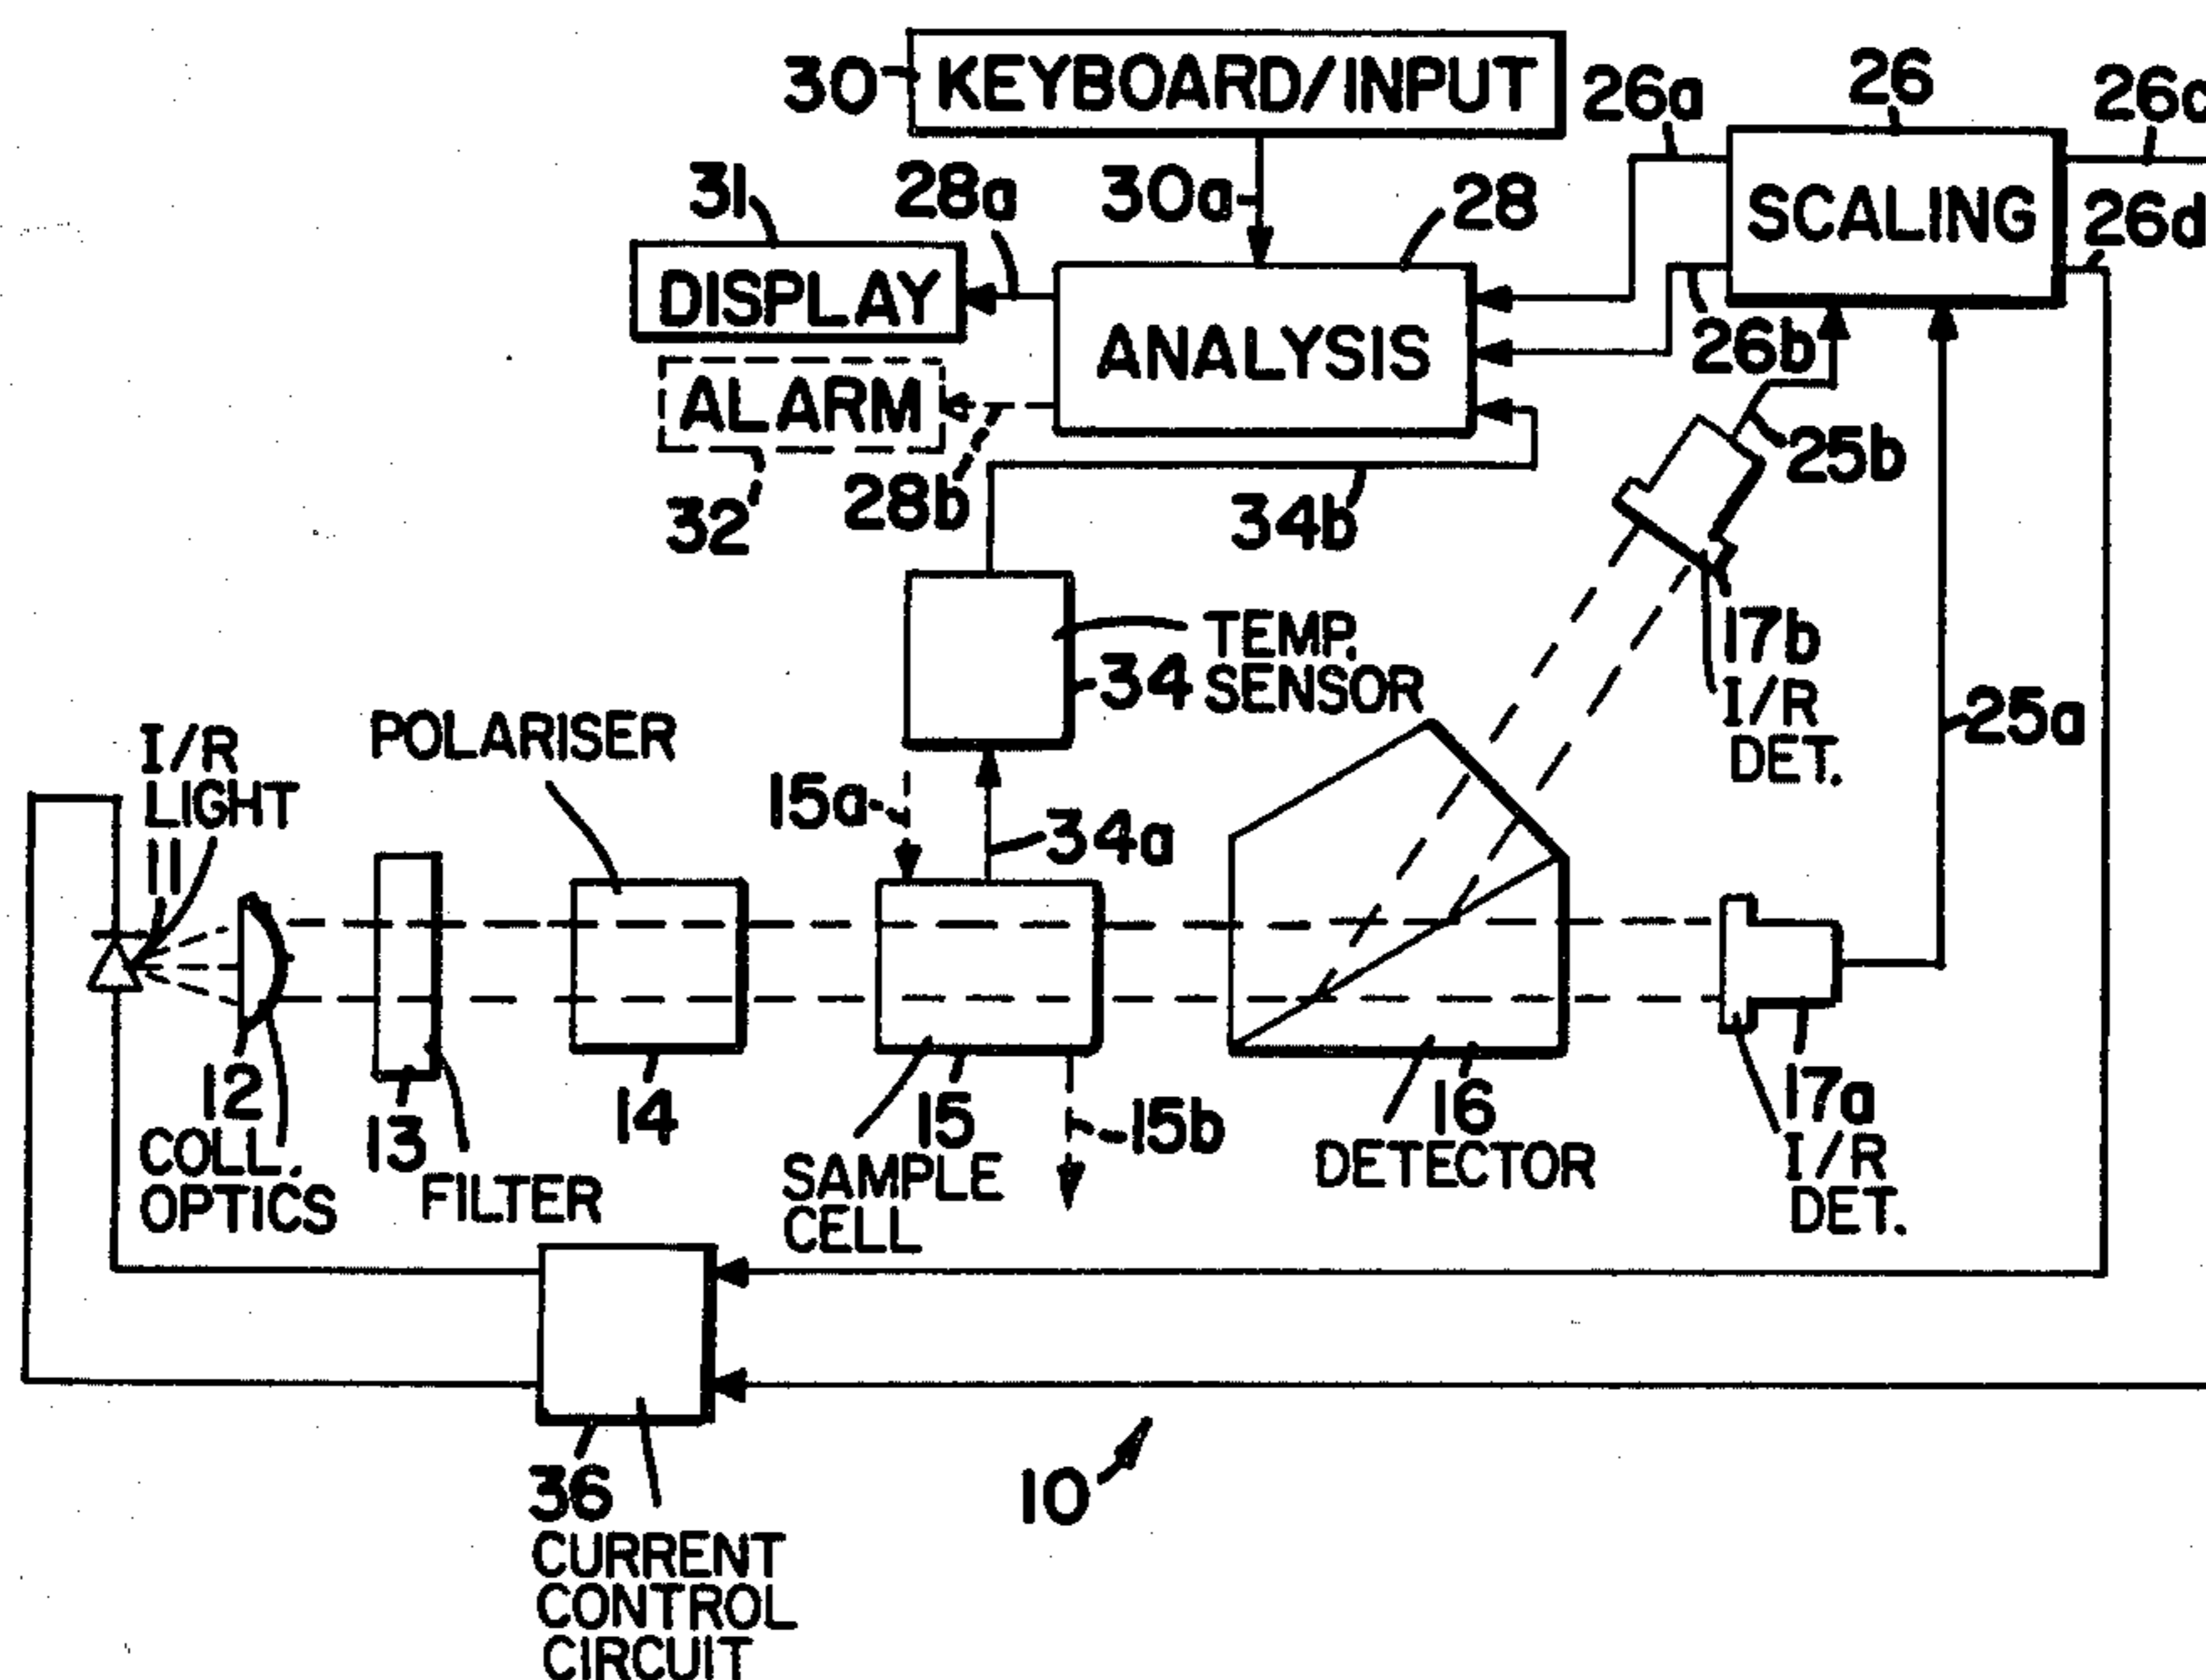 30 KEYBOARD/INPUT 26a 26
31 28a 30a 28 SCALING 26d
DISPLAY ANALYSIS 26b
ALARM
32 28b 34b 25b
TEMP.
34 SENSOR
17b
I/R
DET.
25a
I/R
LIGHT
11
POLARISER
15a 34a
12
COLL.
OPTICS
13
FILTER
14
15
SAMPLE
CELL
15b
16
DETECTOR
17a
I/R
DET.
36
CURRENT
CONTROL
CIRCUIT
10